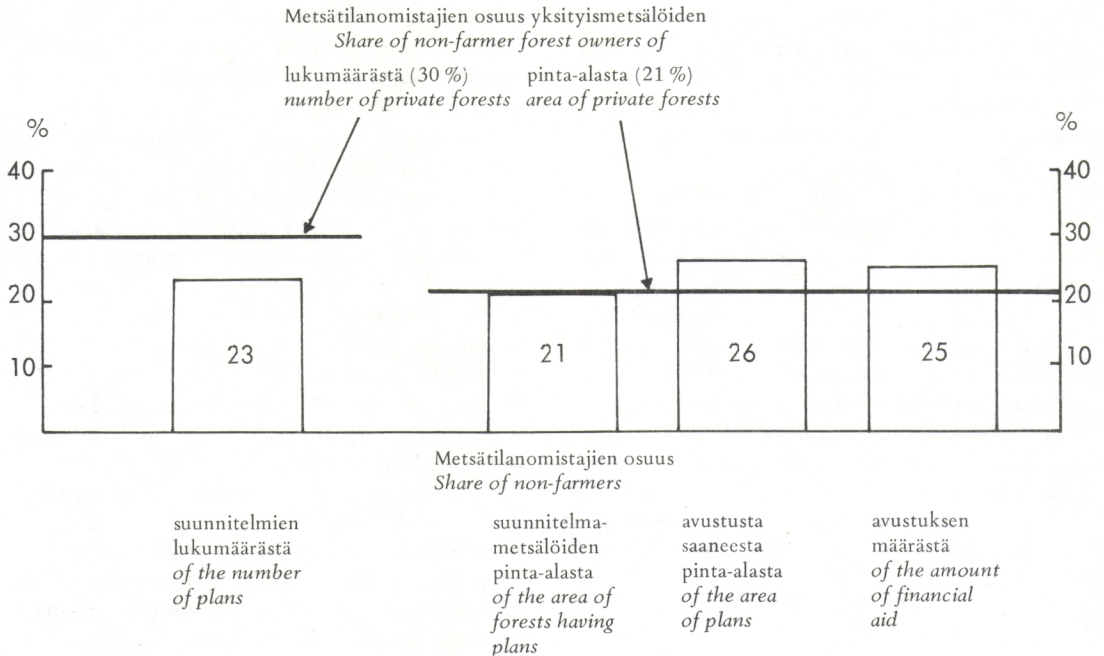 Metsätilanomistajien osuus yksityismetsälöiden
Share of non-farmer forest owners of
lukumäärästä (30 %)
number of private forests
pinta-alasta (21 %)
area of private forests
%
%
40
30
20
10
40
30
20
10
23
21
26
25
Metsätilanomistajien osuus
Share of non-farmers
suunnitelmien
lukumäärästä
of the number
of plans
suunnitelma-
metsälöiden
pinta-alasta
of the area of
forests having
plans
avustusta
saaneesta
pinta-alasta
of the area
of plans
avustuksen
määrästä
of the amount
of financial
aid